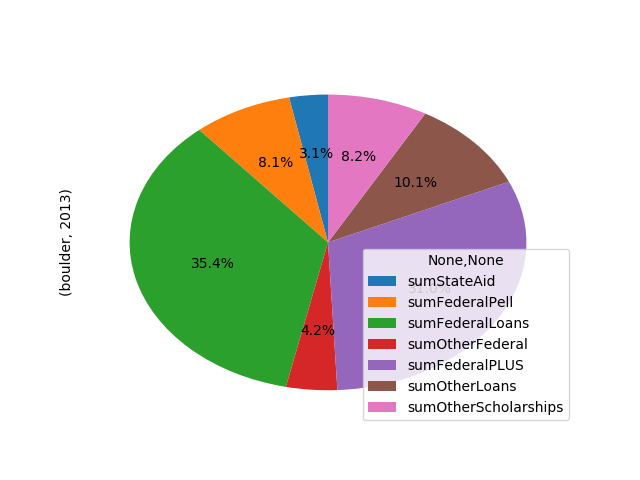 (boulder, 2013)
3.1%
8.1%
35.4%
4.2%
10.1%
8.2%
None,None
sumStateAid
sumFederalPell
sumFederalLoans
sumOtherFederal
sumFederalPLUS
sumOtherLoans
sumOtherScholarships